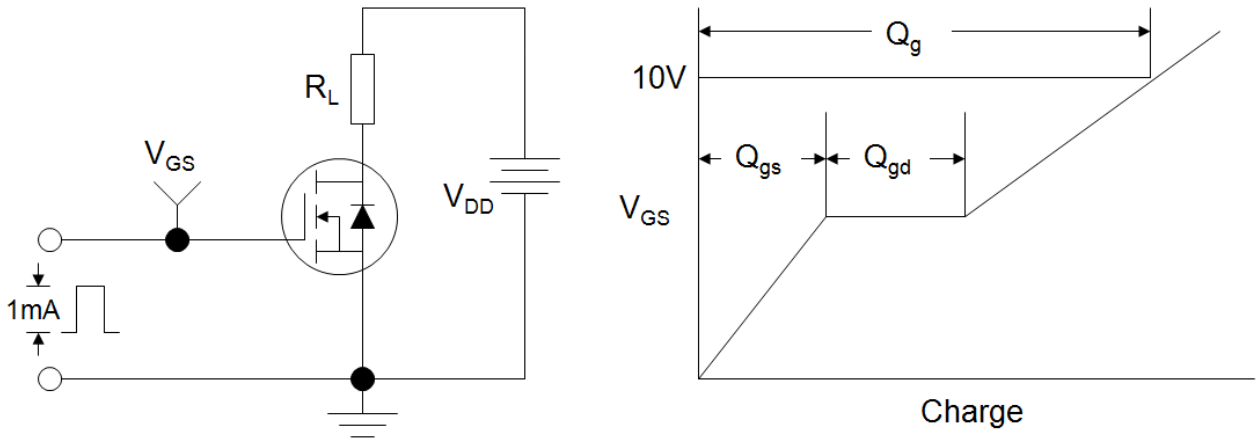 R_L
V_GS
V_DD
1mA
Q_g
10V
Q_gs
Q_gd
V_GS
Charge